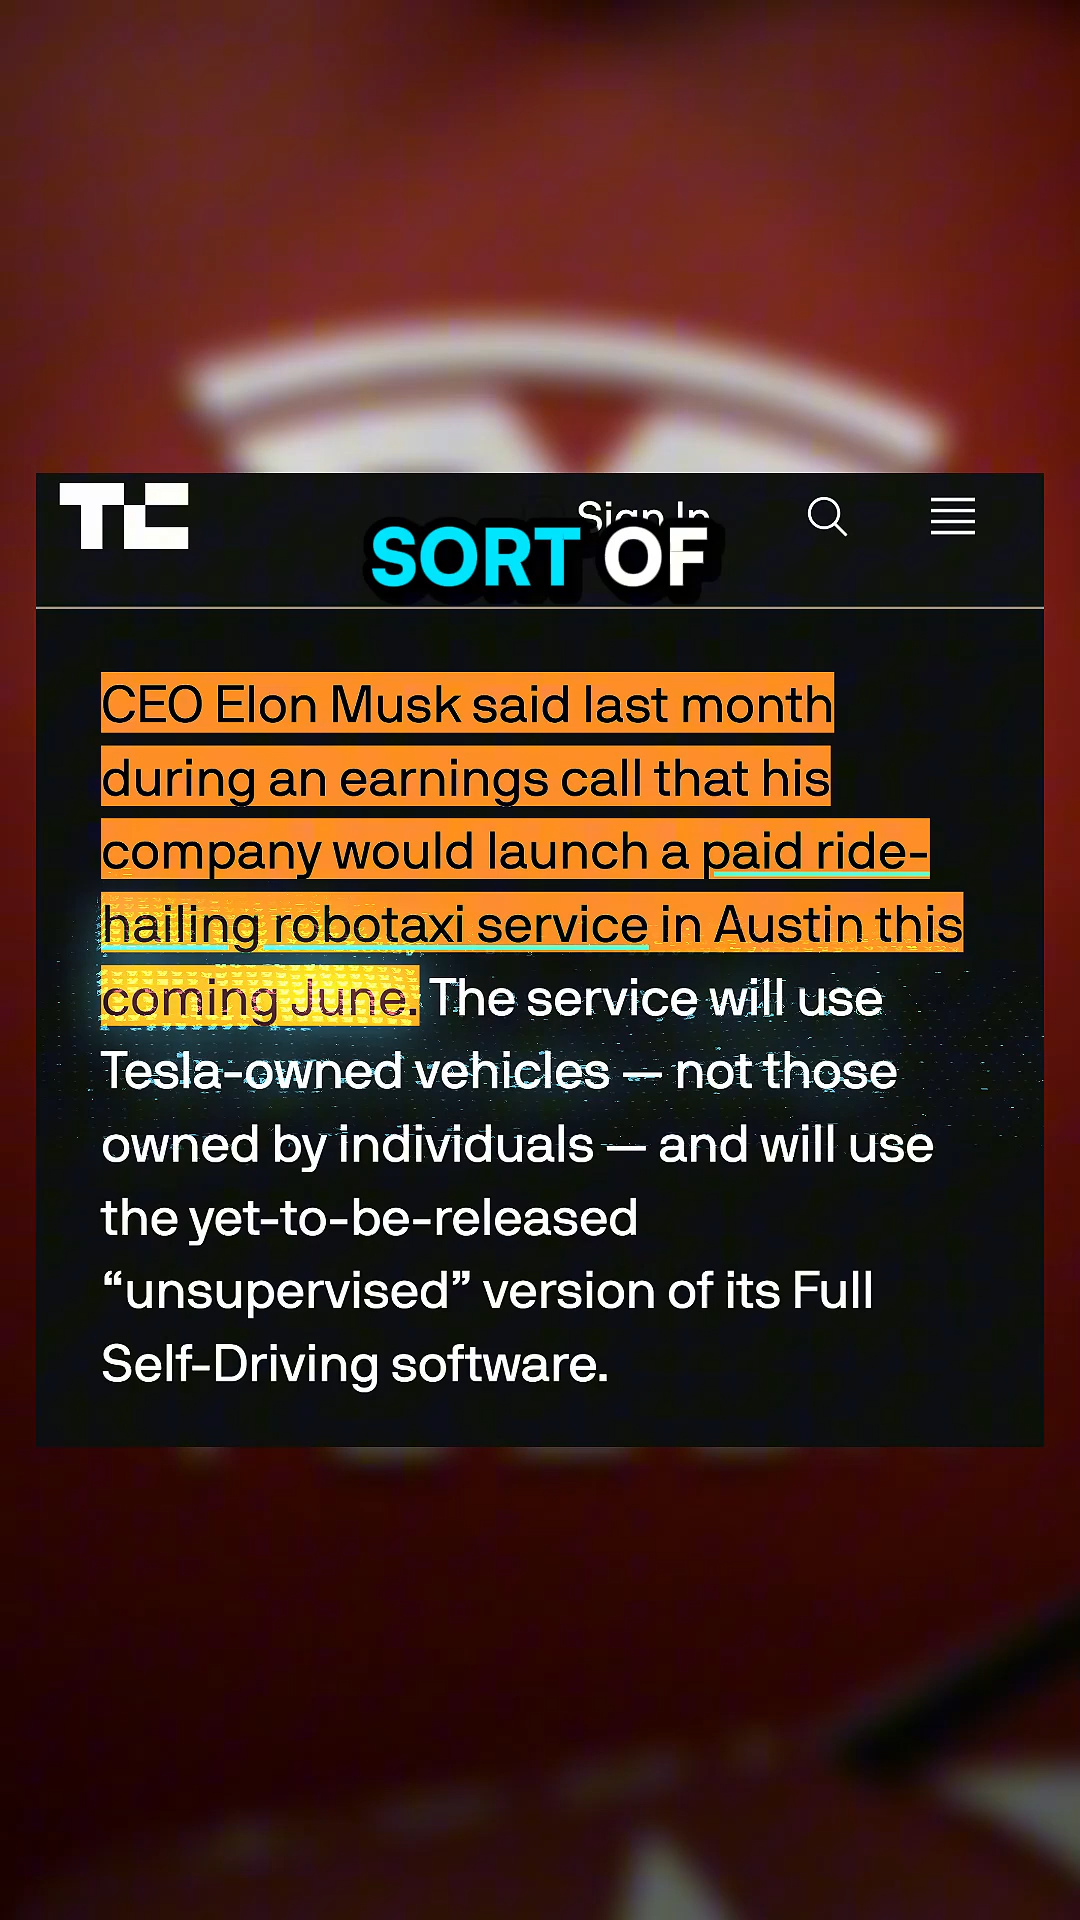 TC
Sign In
SORT OF
CEO Elon Musk said last month
during an earnings call that his
company would launch a paid ride-
hailing robotaxi service in Austin this
coming June. The service will use
Tesla-owned vehicles — not those
owned by individuals — and will use
the yet-to-be-released
“unsupervised” version of its Full
Self-Driving software.